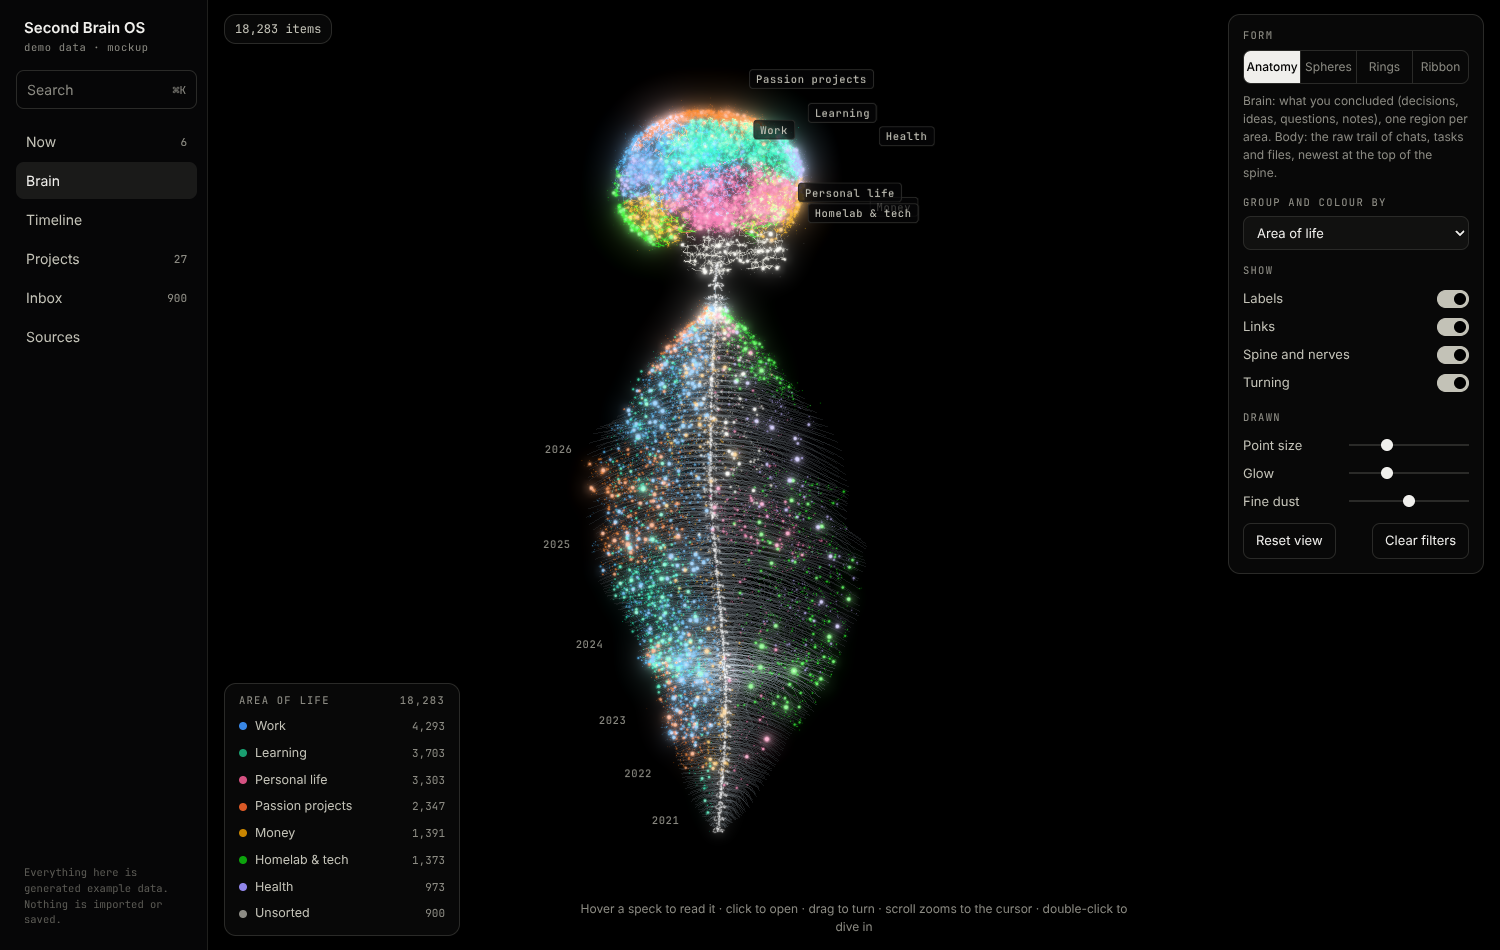 Second Brain OS
demo data · mockup
Search ⌘K
Now 6
Brain
Timeline
Projects 27
Inbox 900
Sources
Everything here is
generated example data.
Nothing is imported or
saved.
18,283 items
Passion projects
Learning
Work
Health
Personal life
Money
Homelab & tech
2026
2025
2024
2023
2022
2021
AREA OF LIFE 18,283
Work 4,293
Learning 3,703
Personal life 3,303
Passion projects 2,347
Money 1,391
Homelab & tech 1,373
Health 973
Unsorted 900
Hover a speck to read it · click to open · drag to turn · scroll zooms to the cursor · double-click to
dive in
FORM
Anatomy Spheres Rings Ribbon
Brain: what you concluded (decisions,
ideas, questions, notes), one region per
area. Body: the raw trail of chats, tasks
and files, newest at the top of the
spine.
GROUP AND COLOUR BY
Area of life
SHOW
Labels
Links
Spine and nerves
Turning
DRAWN
Point size
Glow
Fine dust
Reset view Clear filters